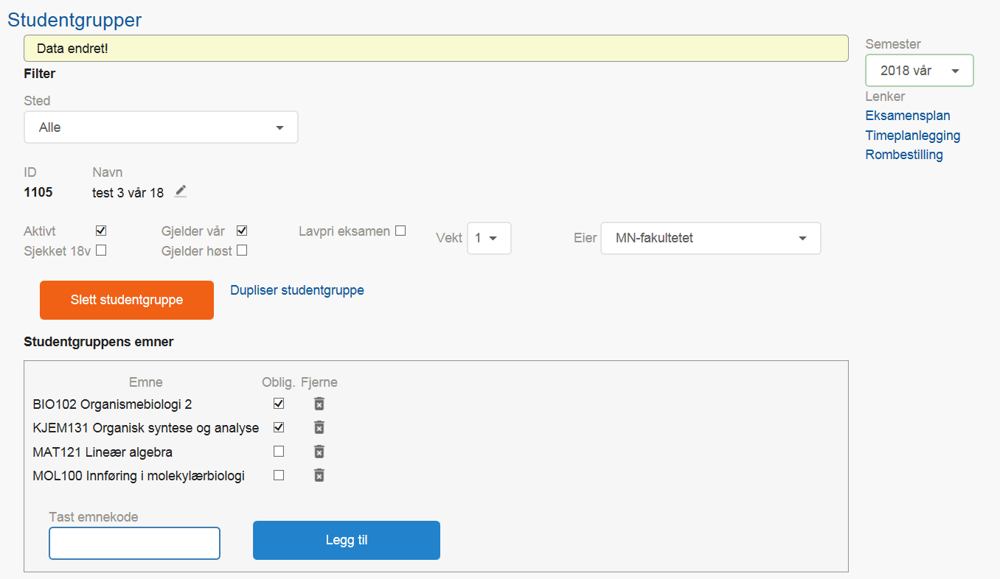 Studentgrupper
Data endret!
Filter
Sted
Alle
ID Navn
1105 test 3 vår 18
Aktivt Gjelder vår Lavpri eksamen Vekt 1 Eier MN-fakultetet
Sjekket 18v Gjelder høst
Slett studentgruppe Dupliser studentgruppe
Studentgruppens emner
Emne Oblig. Fjerne
BIO102 Organismebiologi 2
KJEM131 Organisk syntese og analyse
MAT121 Lineær algebra
MOL100 Innføring i molekylærbiologi
Tast emnekode
Legg til
Semester
2018 vår
Lenker
Eksamensplan
Timeplanlegging
Rombestilling